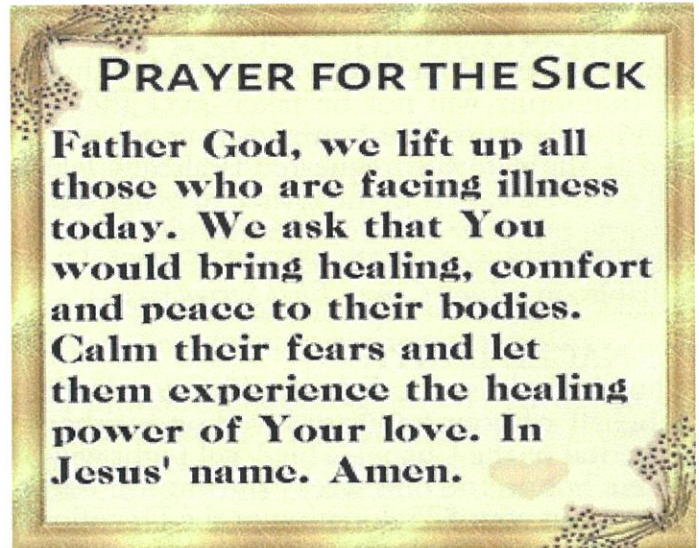 PRAYER FOR THE SICK
Father God, we lift up all
those who are facing illness
today. We ask that You
would bring healing, comfort
and peace to their bodies.
Calm their fears and let
them experience the healing
power of Your love. In
Jesus' name. Amen.